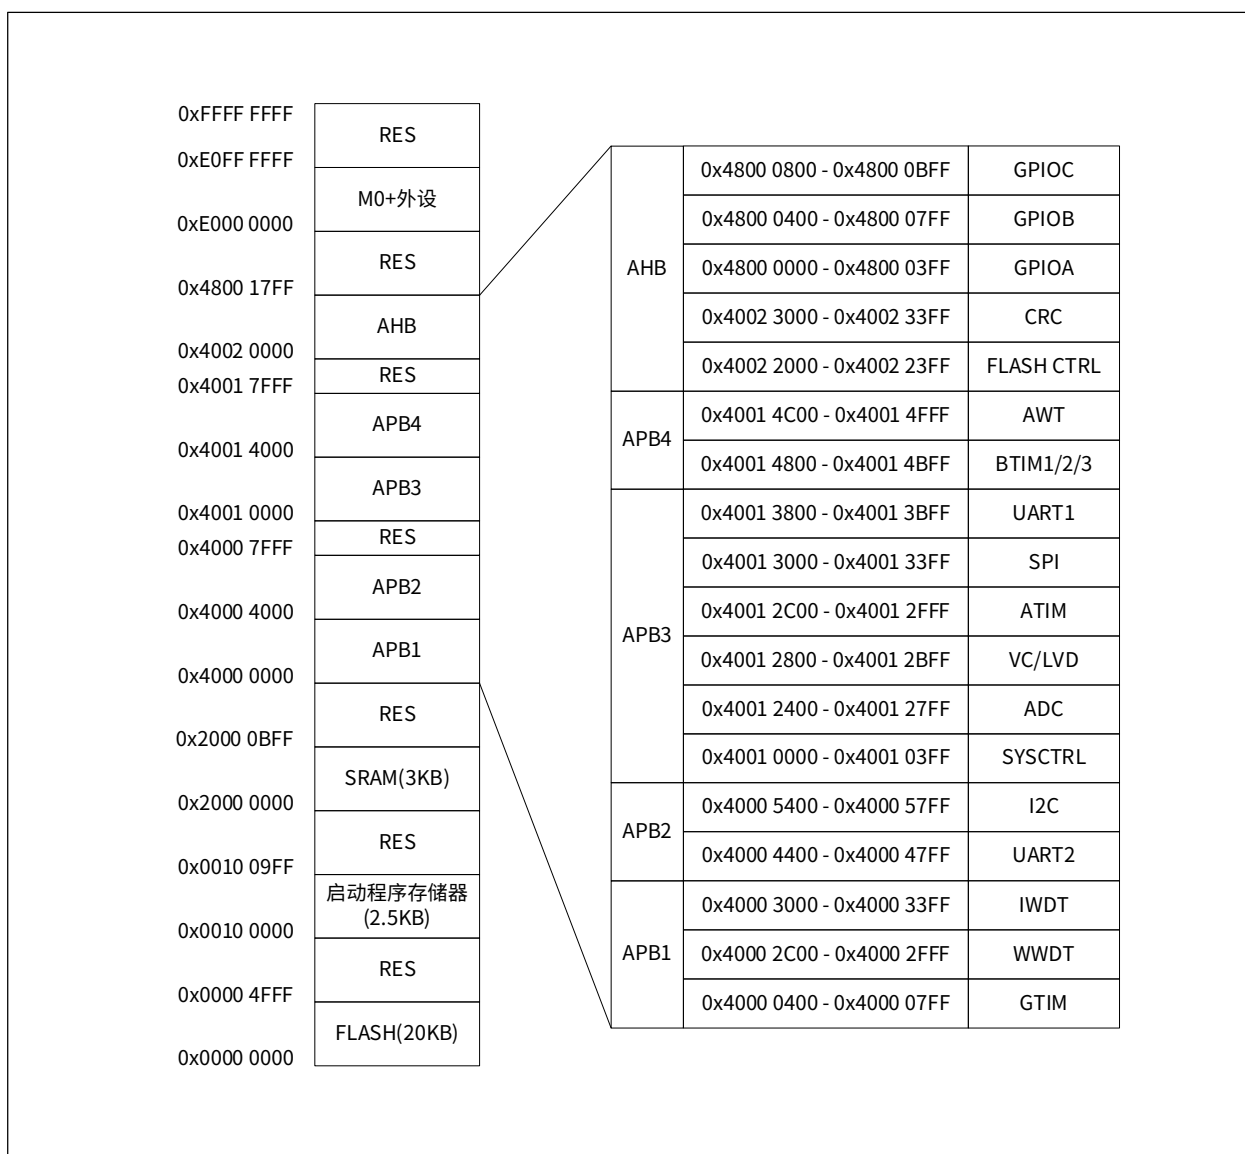 0xFFFF FFFF
RES
0xE0FF FFFF
M0+外设
0xE000 0000
RES
0x4800 17FF
AHB
0x4002 0000
RES
0x4001 7FFF
APB4
0x4001 4000
APB3
0x4001 0000
RES
0x4000 7FFF
APB2
0x4000 4000
APB1
0x4000 0000
RES
0x2000 0BFF
SRAM(3KB)
0x2000 0000
RES
0x0010 09FF
启动程序存储器
(2.5KB)
0x0010 0000
RES
0x0000 4FFF
FLASH(20KB)
0x0000 0000
AHB
0x4800 0800 - 0x4800 0BFF GPIOC
0x4800 0400 - 0x4800 07FF GPIOB
0x4800 0000 - 0x4800 03FF GPIOA
0x4002 3000 - 0x4002 33FF CRC
0x4002 2000 - 0x4002 23FF FLASH CTRL
APB4
0x4001 4C00 - 0x4001 4FFF AWT
0x4001 4800 - 0x4001 4BFF BTIM1/2/3
APB3
0x4001 3800 - 0x4001 3BFF UART1
0x4001 3000 - 0x4001 33FF SPI
0x4001 2C00 - 0x4001 2FFF ATIM
0x4001 2800 - 0x4001 2BFF VC/LVD
0x4001 2400 - 0x4001 27FF ADC
0x4001 0000 - 0x4001 03FF SYSCTRL
APB2
0x4000 5400 - 0x4000 57FF I2C
0x4000 4400 - 0x4000 47FF UART2
APB1
0x4000 3000 - 0x4000 33FF IWDT
0x4000 2C00 - 0x4000 2FFF WWDT
0x4000 0400 - 0x4000 07FF GTIM